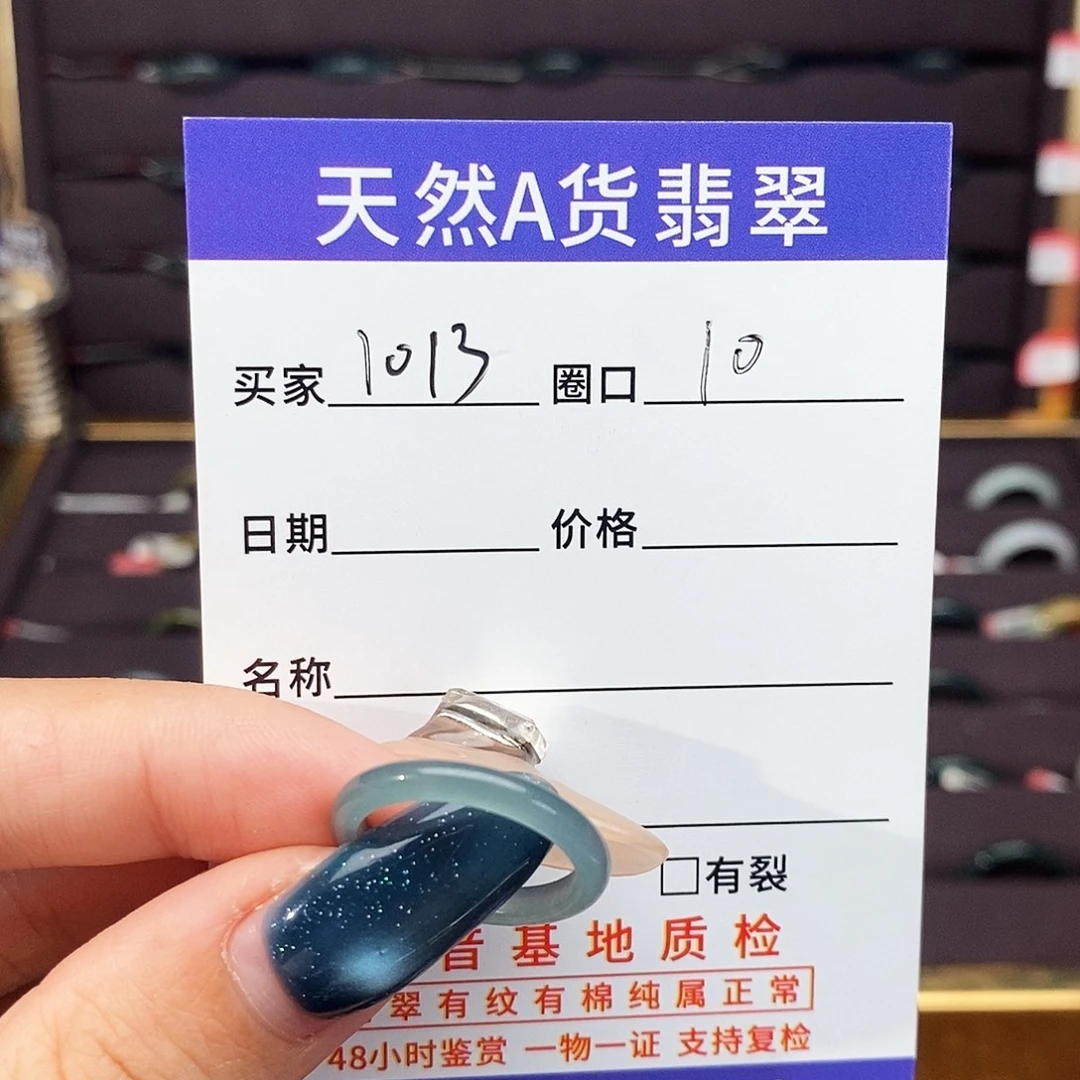 天然A货翡翠
买家 1013 圈口 10
日期 价格
名称
□有裂
音基地质检
翠有纹有棉纯属正常
48小时鉴赏 一物一证 支持复检